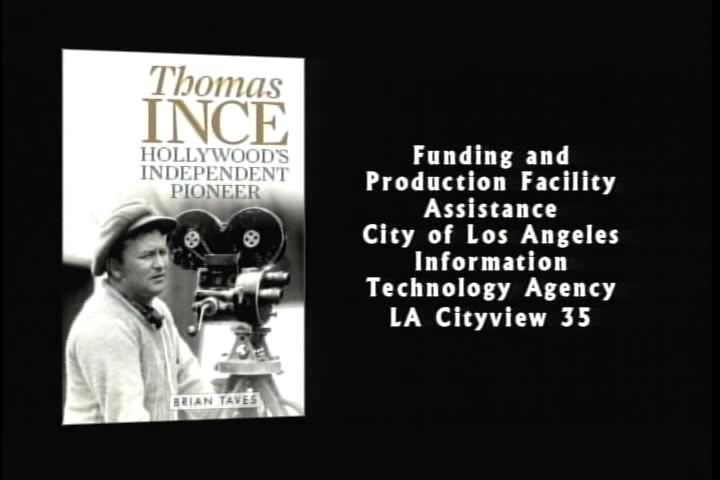 Thomas
INCE
HOLLYWOOD'S
INDEPENDENT
PIONEER
BRIAN TAVES
Funding and
Production Facility
Assistance
City of Los Angeles
Information
Technology Agency
LA Cityview 35